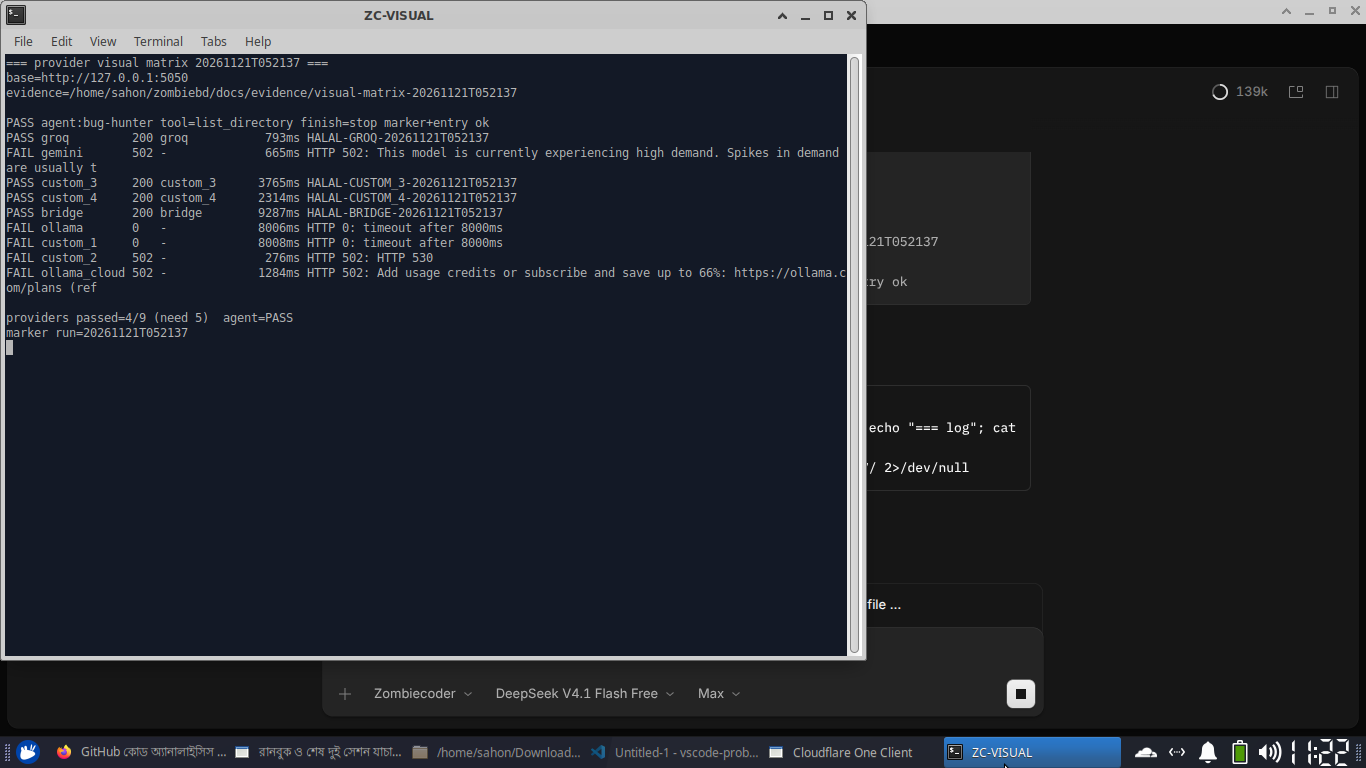 ZC-VISUAL
File Edit View Terminal Tabs Help
=== provider visual matrix 20261121T052137 ===
base=http://127.0.0.1:5050
evidence=/home/sahon/zombiebd/docs/evidence/visual-matrix-20261121T052137
PASS agent:bug-hunter tool=list_directory finish=stop marker+entry ok
PASS groq 200 groq 793ms HALAL-GROQ-20261121T052137
FAIL gemini 502 - 665ms HTTP 502: This model is currently experiencing high demand. Spikes in demand
are usually t
PASS custom_3 200 custom_3 3765ms HALAL-CUSTOM_3-20261121T052137
PASS custom_4 200 custom_4 2314ms HALAL-CUSTOM_4-20261121T052137
PASS bridge 200 bridge 9287ms HALAL-BRIDGE-20261121T052137
FAIL ollama 0 - 8006ms HTTP 0: timeout after 8000ms
FAIL custom_1 0 - 8008ms HTTP 0: timeout after 8000ms
FAIL custom_2 502 - 276ms HTTP 502: HTTP 530
FAIL ollama_cloud 502 - 1284ms HTTP 502: Add usage credits or subscribe and save up to 66%: https://ollama.c
om/plans (ref
providers passed=4/9 (need 5) agent=PASS
marker run=20261121T052137
139k
21T052137
ry ok
echo "=== log"; cat
/ 2>/dev/null
file ...
Zombiecoder DeepSeek V4.1 Flash Free Max
GitHub কোড অ্যানালাইসিস ... রানবুক ও শেষ দুই সেশন যাচা... /home/sahon/Download... Untitled-1 - vscode-prob... Cloudflare One Client ZC-VISUAL 11:22